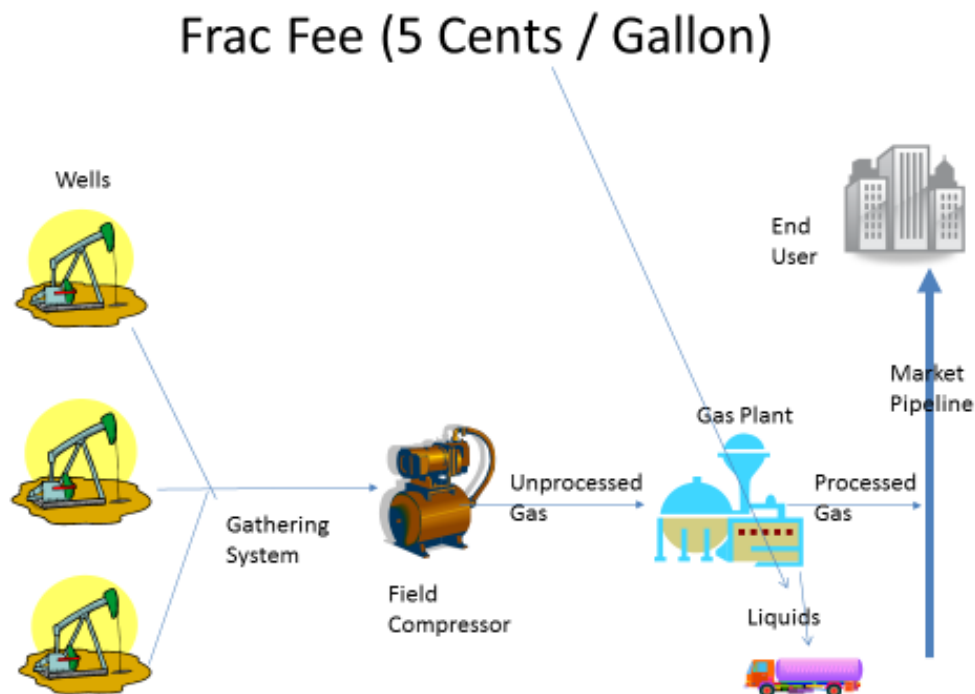 Frac Fee (5 Cents / Gallon)
Wells
End
User
Market
Pipeline
Gas Plant
Unprocessed
Gas
Processed
Gas
Gathering
System
Field
Compressor
Liquids